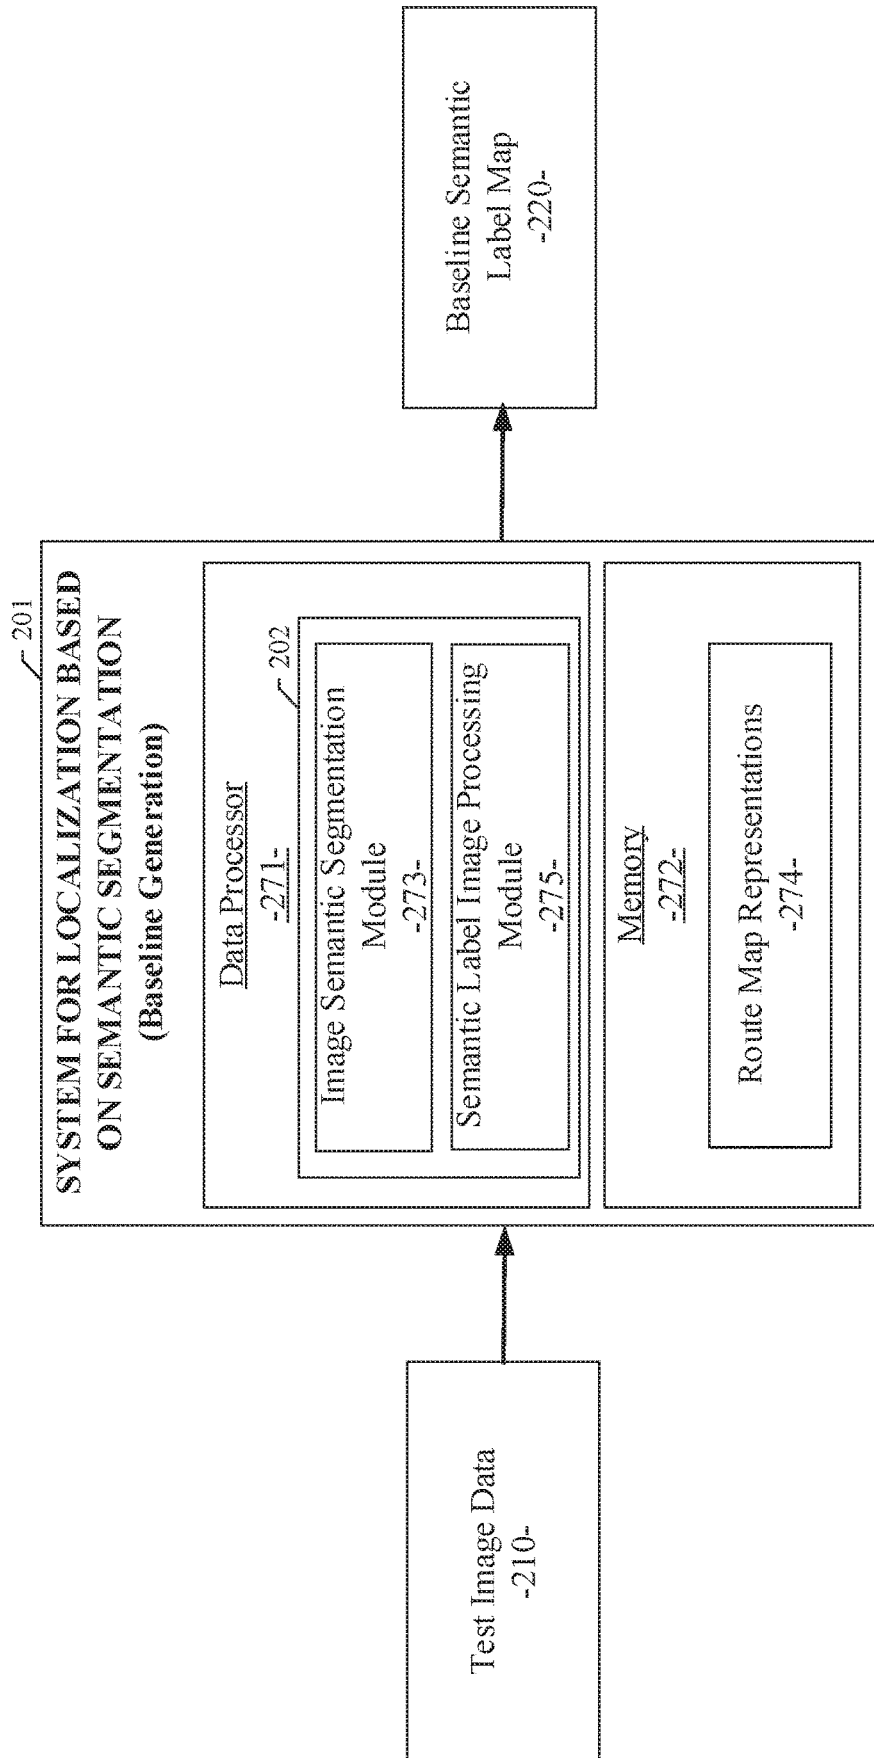 201
SYSTEM FOR LOCALIZATION BASED
ON SEMANTIC SEGMENTATION
(Baseline Generation)
Test Image Data
-210-
Data Processor
-271-
202
Image Semantic Segmentation
Module
-273-
Semantic Label Image Processing
Module
-275-
Memory
-272-
Route Map Representations
-274-
Baseline Semantic
Label Map
-220-